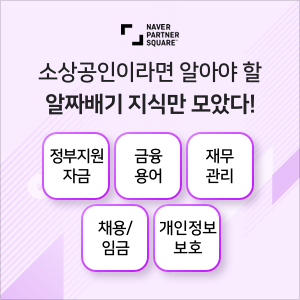 NAVER
PARTNER
SQUARE
소상공인이라면 알아야 할
알짜배기 지식만 모았다!
정부지원
자금
금융
용어
재무
관리
채용/
임금
개인정보
보호